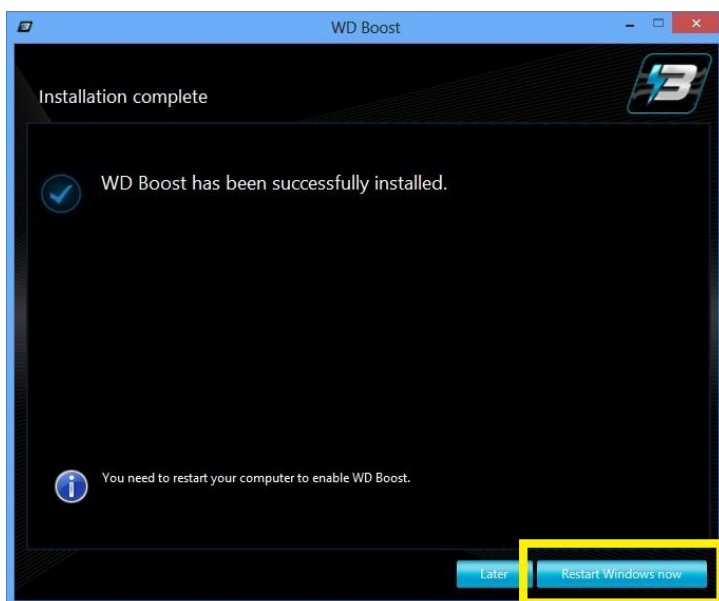 WD Boost
Installation complete
WD Boost has been successfully installed.
You need to restart your computer to enable WD Boost.
Later
Restart Windows now